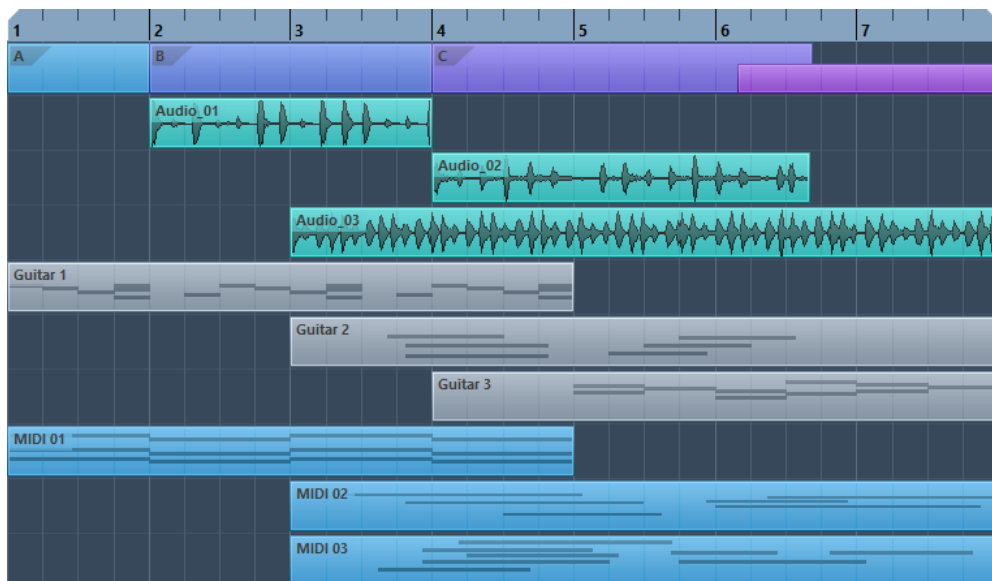 1 2 3 4 5 6 7
A B C
Audio_01
Audio_02
Audio_03
Guitar 1
Guitar 2
Guitar 3
MIDI 01
MIDI 02
MIDI 03